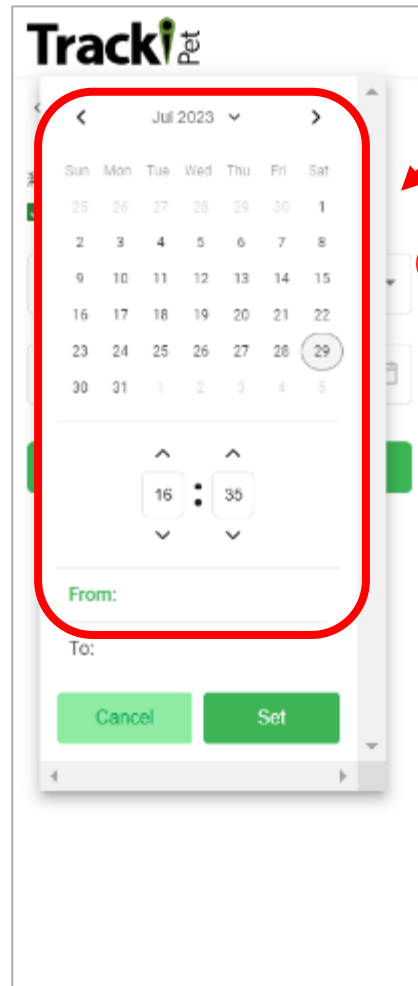 Tracki Pet
Jul 2023
Sun Mon Tue Wed Thu Fri Sat
25 26 27 28 29 30 1
2 3 4 5 6 7 8
9 10 11 12 13 14 15
16 17 18 19 20 21 22
23 24 25 26 27 28 29
30 31 1 2 3 4 5
16 : 35
From:
To:
Cancel Set